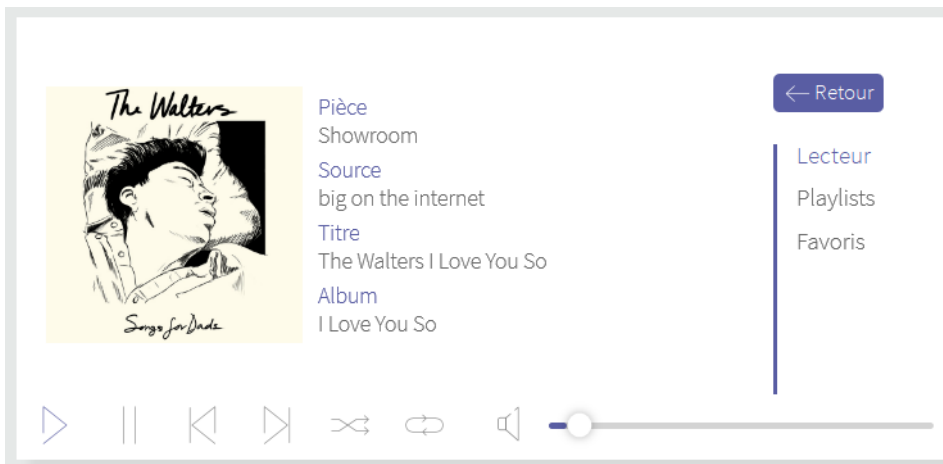 The Walters
Songs for Dads
Pièce
Showroom
Source
big on the internet
Titre
The Walters I Love You So
Album
I Love You So
← Retour
Lecteur
Playlists
Favoris